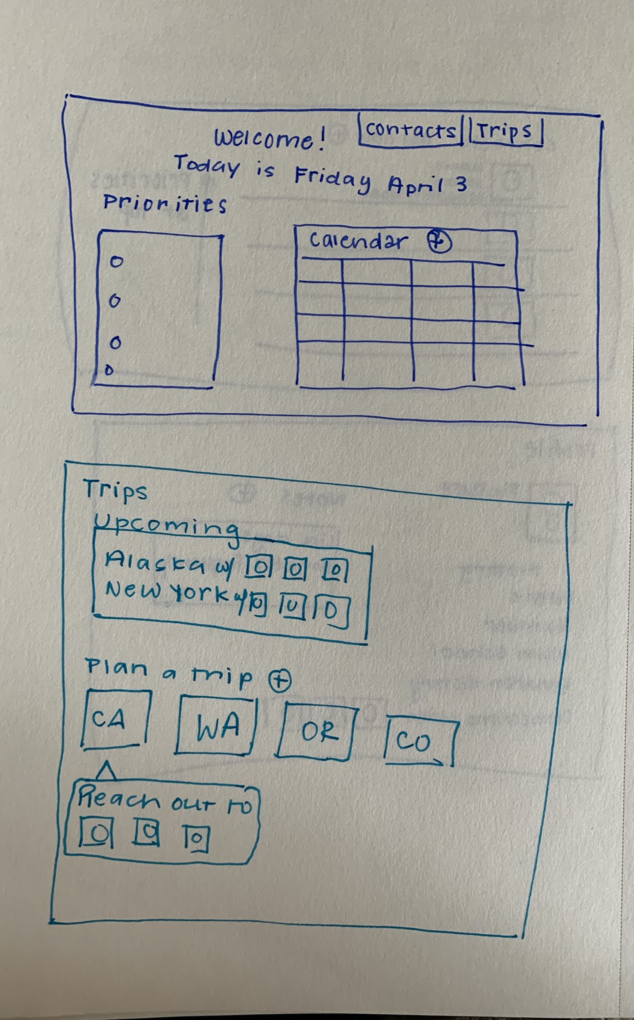 Welcome!
contacts
Trips
Today is Friday April 3
Priorities
Calendar +
Trips
Upcoming
Alaska w/
New York w/
Plan a trip +
CA
WA
OR
CO
Reach out to